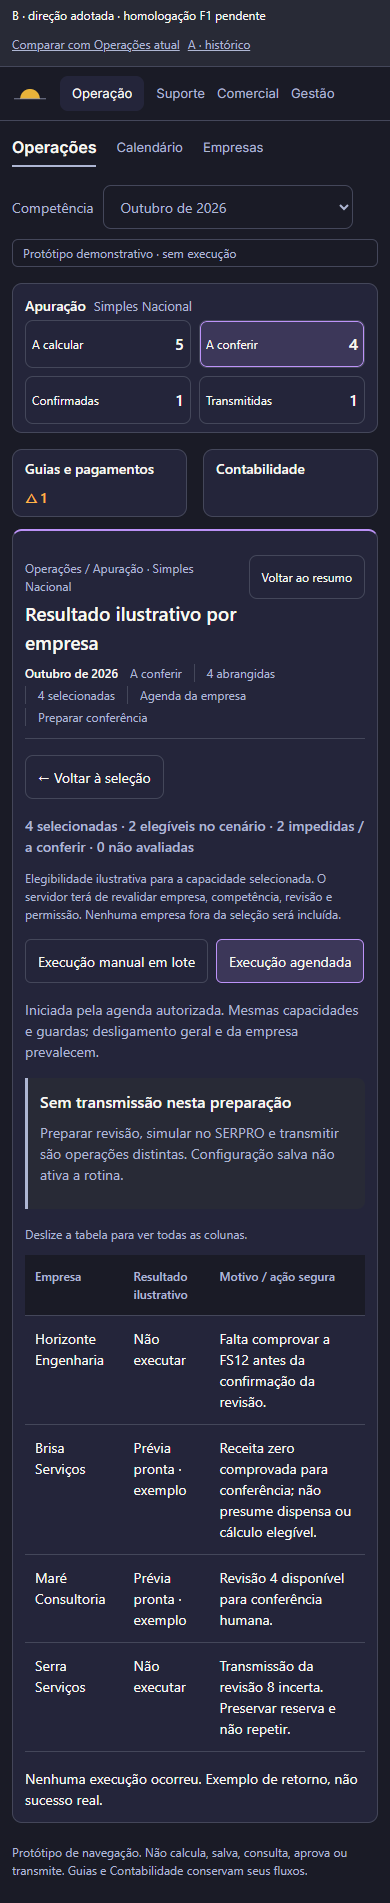 B · direção adotada · homologação F1 pendente
Comparar com Operações atual A · histórico
Operação Suporte Comercial Gestão
Operações Calendário Empresas
Competência Outubro de 2026
Protótipo demonstrativo · sem execução
Apuração Simples Nacional
A calcular 5
A conferir 4
Confirmadas 1
Transmitidas 1
Guias e pagamentos
△ 1
Contabilidade
Operações / Apuração · Simples
Nacional
Voltar ao resumo
Resultado ilustrativo por
empresa
Outubro de 2026 A conferir 4 abrangidas
4 selecionadas Agenda da empresa
Preparar conferência
← Voltar à seleção
4 selecionadas · 2 elegíveis no cenário · 2 impedidas /
a conferir · 0 não avaliadas
Elegibilidade ilustrativa para a capacidade selecionada. O
servidor terá de revalidar empresa, competência, revisão e
permissão. Nenhuma empresa fora da seleção será incluída.
Execução manual em lote
Execução agendada
Iniciada pela agenda autorizada. Mesmas capacidades
e guardas; desligamento geral e da empresa
prevalecem.
Sem transmissão nesta preparação
Preparar revisão, simular no SERPRO e transmitir
são operações distintas. Configuração salva não
ativa a rotina.
Deslize a tabela para ver todas as colunas.
Empresa
Resultado
ilustrativo
Motivo / ação segura
Horizonte
Engenharia
Não
executar
Falta comprovar a
FS12 antes da
confirmação da
revisão.
Brisa
Serviços
Prévia
pronta ·
exemplo
Receita zero
comprovada para
conferência; não
presume dispensa ou
cálculo elegível.
Maré
Consultoria
Prévia
pronta ·
exemplo
Revisão 4 disponível
para conferência
humana.
Serra
Serviços
Não
executar
Transmissão da
revisão 8 incerta.
Preservar reserva e
não repetir.
Nenhuma execução ocorreu. Exemplo de retorno, não
sucesso real.
Protótipo de navegação. Não calcula, salva, consulta, aprova ou
transmite. Guias e Contabilidade conservam seus fluxos.